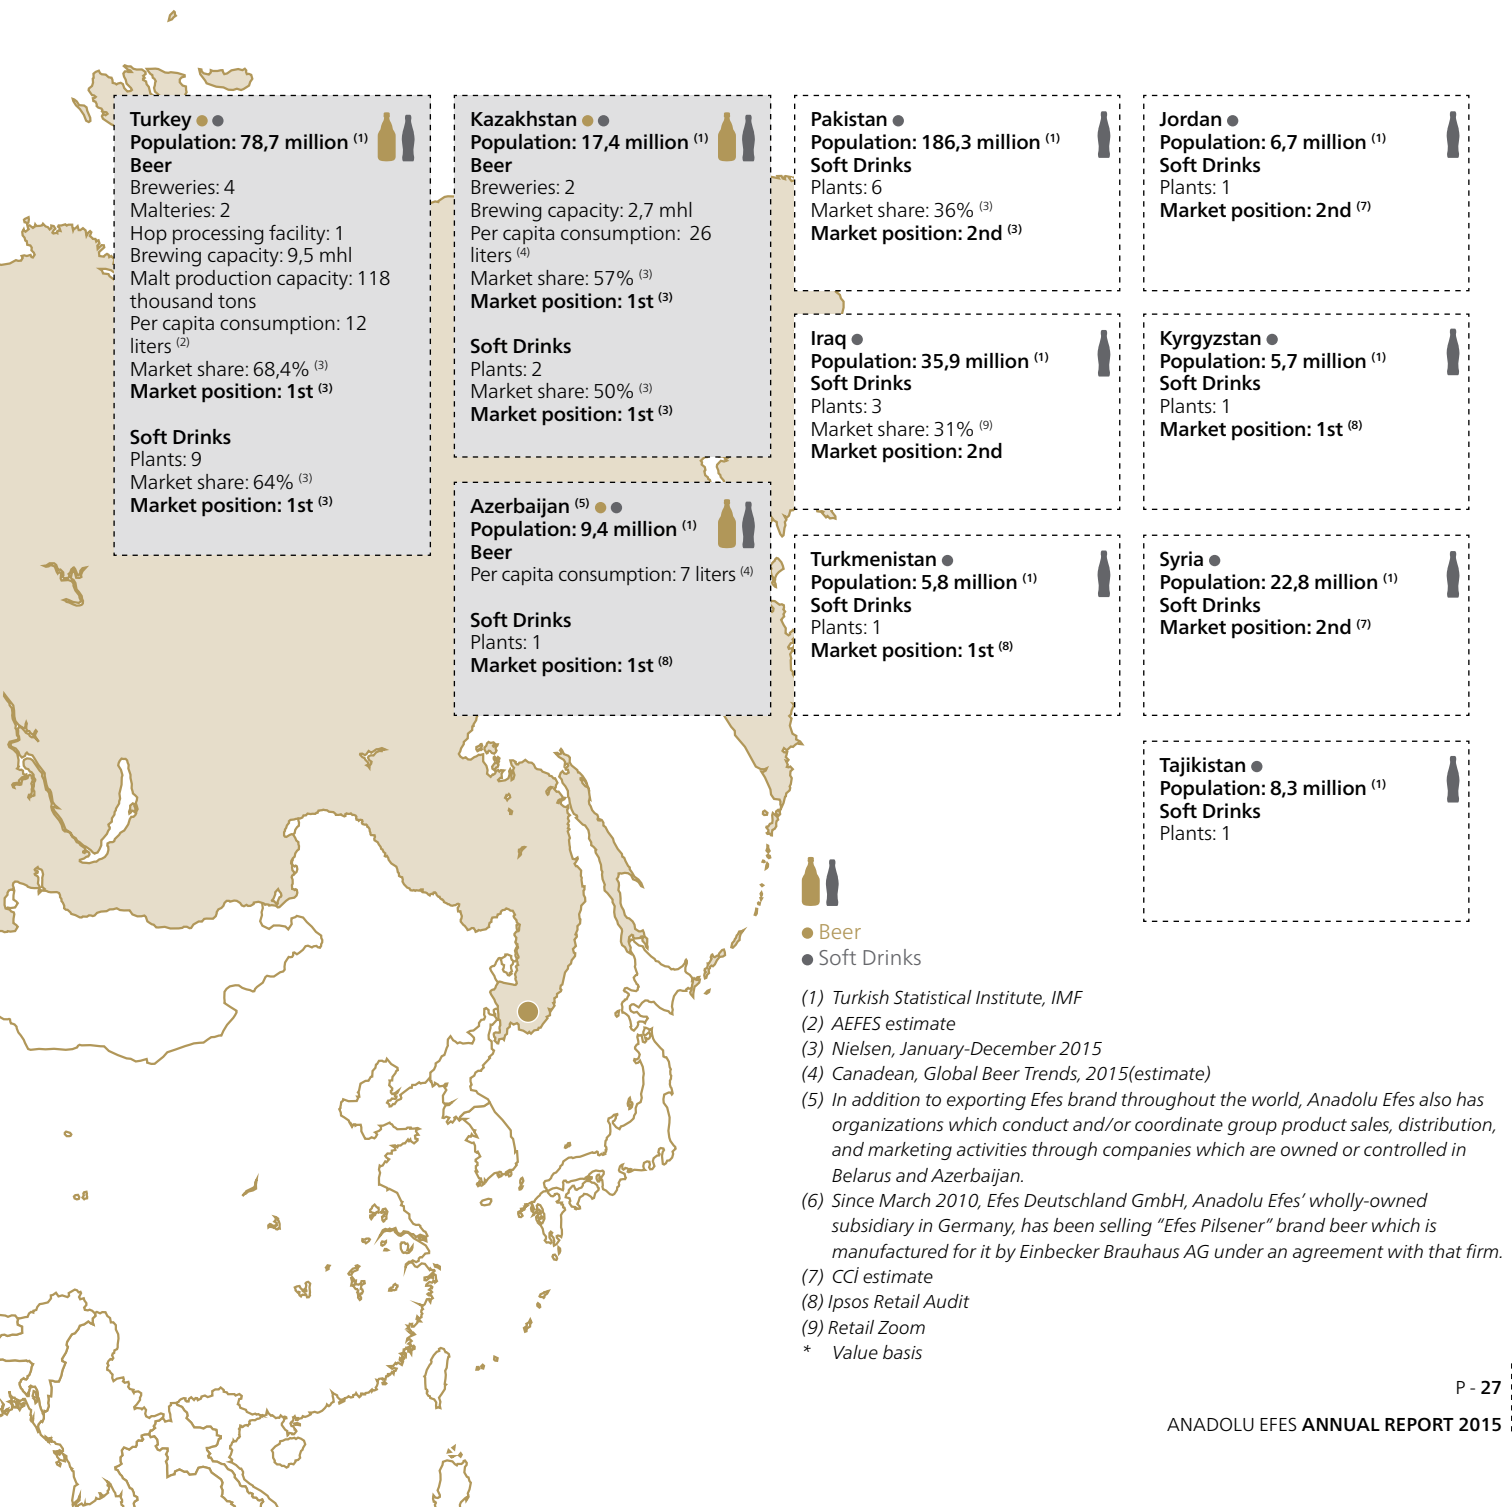 Turkey
Population: 78,7 million (1)
Beer
Breweries: 4
Malteries: 2
Hop processing facility: 1
Brewing capacity: 9,5 mhl
Malt production capacity: 118
thousand tons
Per capita consumption: 12
liters (2)
Market share: 68,4% (3)
Market position: 1st (3)
Soft Drinks
Plants: 9
Market share: 64% (3)
Market position: 1st (3)
Kazakhstan
Population: 17,4 million (1)
Beer
Breweries: 2
Brewing capacity: 2,7 mhl
Per capita consumption: 26
liters (4)
Market share: 57% (3)
Market position: 1st (3)
Soft Drinks
Plants: 2
Market share: 50% (3)
Market position: 1st (3)
Azerbaijan (5)
Population: 9,4 million (1)
Beer
Per capita consumption: 7 liters (4)
Soft Drinks
Plants: 1
Market position: 1st (8)
Pakistan
Population: 186,3 million (1)
Soft Drinks
Plants: 6
Market share: 36% (3)
Market position: 2nd (3)
Iraq
Population: 35,9 million (1)
Soft Drinks
Plants: 3
Market share: 31% (9)
Market position: 2nd
Turkmenistan
Population: 5,8 million (1)
Soft Drinks
Plants: 1
Market position: 1st (8)
Jordan
Population: 6,7 million (1)
Soft Drinks
Plants: 1
Market position: 2nd (7)
Kyrgyzstan
Population: 5,7 million (1)
Soft Drinks
Plants: 1
Market position: 1st (8)
Syria
Population: 22,8 million (1)
Soft Drinks
Market position: 2nd (7)
Tajikistan
Population: 8,3 million (1)
Soft Drinks
Plants: 1
Beer
Soft Drinks
(1) Turkish Statistical Institute, IMF
(2) AEFES estimate
(3) Nielsen, January-December 2015
(4) Canadean, Global Beer Trends, 2015(estimate)
(5) In addition to exporting Efes brand throughout the world, Anadolu Efes also has
organizations which conduct and/or coordinate group product sales, distribution,
and marketing activities through companies which are owned or controlled in
Belarus and Azerbaijan.
(6) Since March 2010, Efes Deutschland GmbH, Anadolu Efes’ wholly-owned
subsidiary in Germany, has been selling “Efes Pilsener” brand beer which is
manufactured for it by Einbecker Brauhaus AG under an agreement with that firm.
(7) CCİ estimate
(8) Ipsos Retail Audit
(9) Retail Zoom
* Value basis
P - 27
ANADOLU EFES ANNUAL REPORT 2015